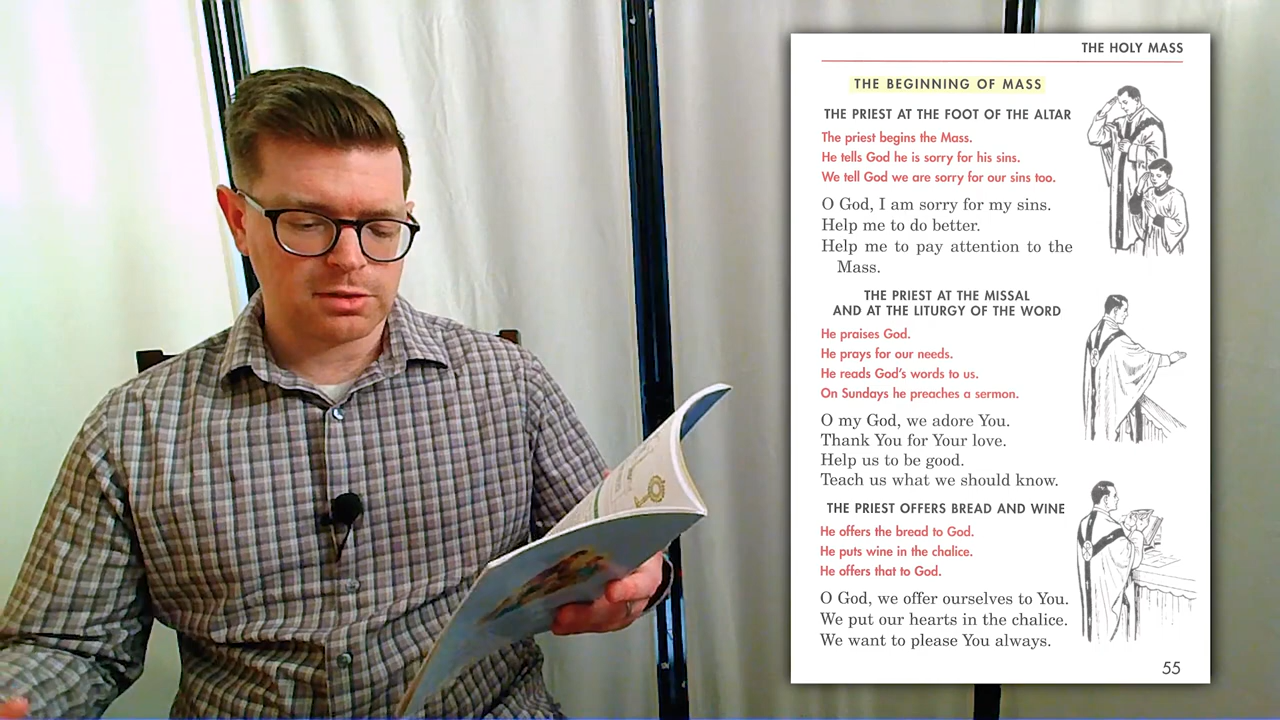 THE HOLY MASS
THE BEGINNING OF MASS
THE PRIEST AT THE FOOT OF THE ALTAR
The priest begins the Mass.
He tells God he is sorry for his sins.
We tell God we are sorry for our sins too.
O God, I am sorry for my sins.
Help me to do better.
Help me to pay attention to the
Mass.
THE PRIEST AT THE MISSAL
AND AT THE LITURGY OF THE WORD
He praises God.
He prays for our needs.
He reads God's words to us.
On Sundays he preaches a sermon.
O my God, we adore You.
Thank You for Your love.
Help us to be good.
Teach us what we should know.
THE PRIEST OFFERS BREAD AND WINE
He offers the bread to God.
He puts wine in the chalice.
He offers that to God.
O God, we offer ourselves to You.
We put our hearts in the chalice.
We want to please You always.
55